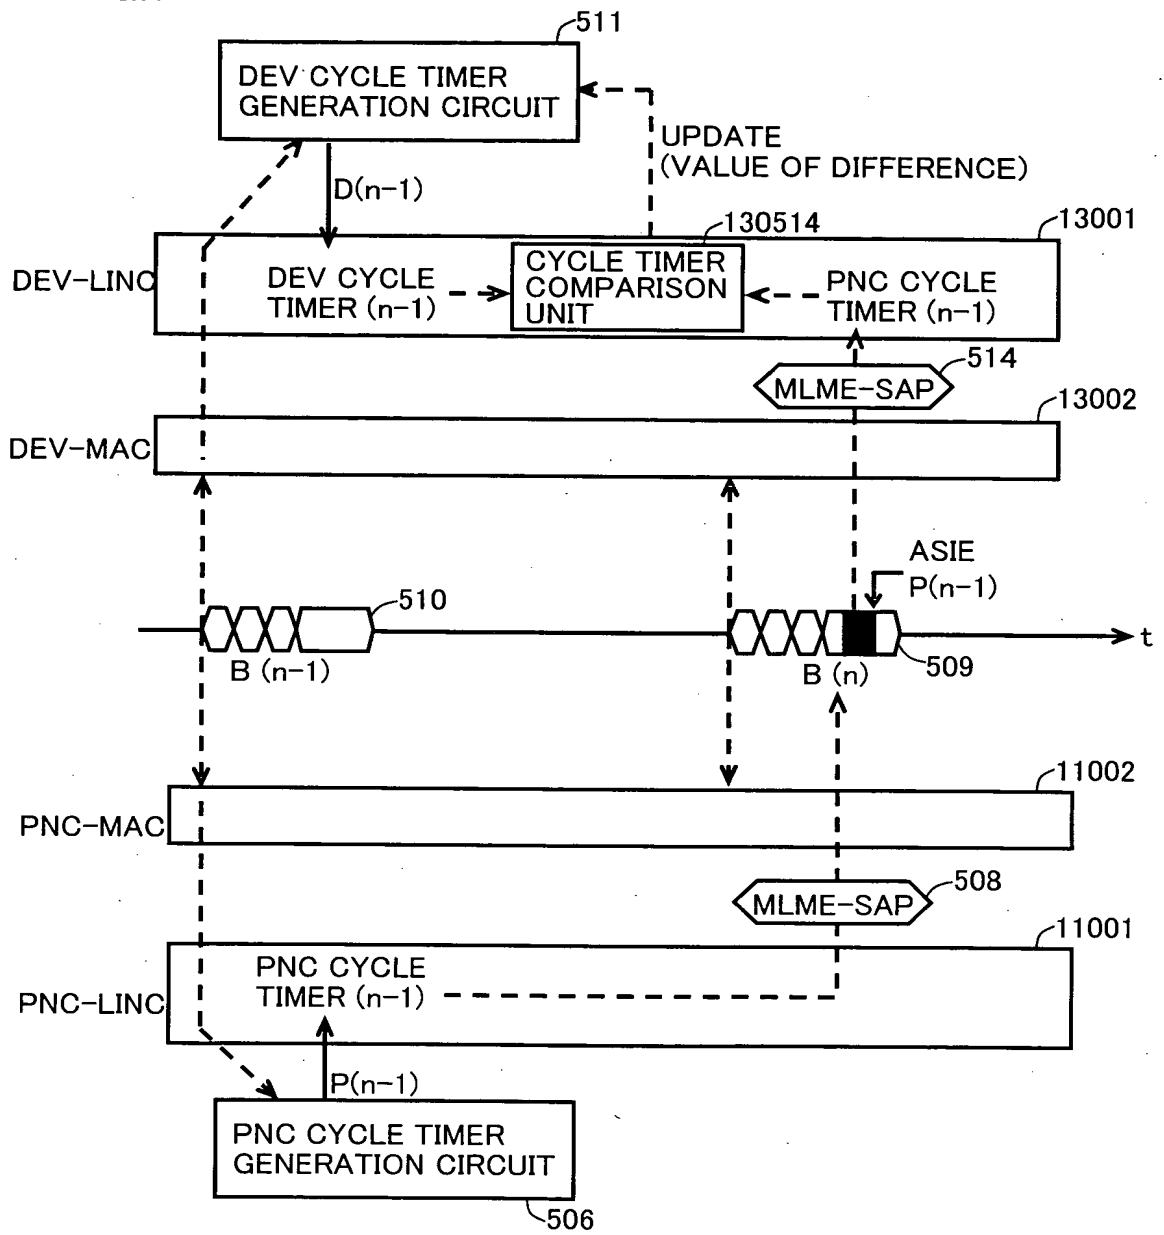 511
DEV CYCLE TIMER
GENERATION CIRCUIT
UPDATE
(VALUE OF DIFFERENCE)
D(n-1)
130514
13001
DEV-LINC
DEV CYCLE
TIMER (n-1)
CYCLE TIMER
COMPARISON
UNIT
PNC CYCLE
TIMER (n-1)
MLME-SAP
514
13002
DEV-MAC
ASIE
P(n-1)
510
t
B (n-1)
B (n)
509
11002
PNC-MAC
MLME-SAP
508
11001
PNC-LINC
PNC CYCLE
TIMER (n-1)
P(n-1)
PNC CYCLE TIMER
GENERATION CIRCUIT
506